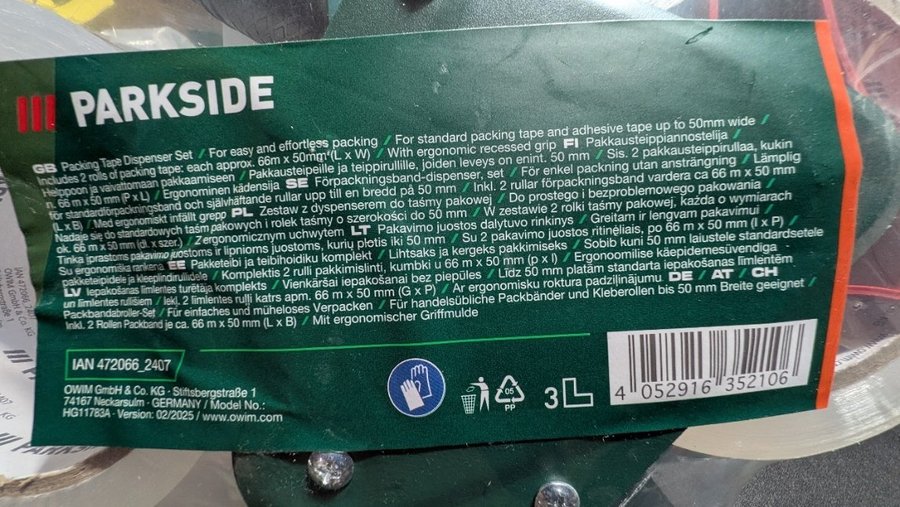 PARKSIDE
GB Packing Tape Dispenser Set / For easy and effortless packing / For standard packing tape and adhesive tape up to 50mm wide /
Includes 2 rolls of packing tape: each approx. 66m x 50mm (L x W) / With ergonomic recessed grip FI Pakkausteippiannostelija /
Helppoon ja vaivattomaan pakkaamiseen / Pakkausteipeille ja teippirullille, joiden leveys on enint. 50 mm / Sis. 2 pakkausteippirullaa, kukin
n. 66 m x 50 mm (P x L) / Ergonominen kädensija SE Förpackningsband-dispenser, set / För enkel packning utan ansträngning / Lämplig
för standardförpackningsband och självhäftande rullar upp till en bredd på 50 mm / Inkl. 2 rullar förpackningsband vardera ca 66 m x 50 mm
(L x B) / Med ergonomiskt infällt grepp PL Zestaw z dyspenserem do taśmy pakowej / Do prostego i bezproblemowego pakowania /
Nadaje się do standardowych taśm pakowych i rolek taśmy o szerokości do 50 mm / W zestawie 2 rolki taśmy pakowej, każda o wymiarach
ok. 66 m x 50 mm (dł. x szer.) / Zergonomicznym uchwytem LT Pakavimo juostos dalytuvo rinkinys / Greitam ir lengvam pakavimui /
Tinka įprastoms pakavimo juostoms ir lipnioms juostoms, kurių plotis iki 50 mm / Su 2 pakavimo juostos ritinėliais, po 66 m x 50 mm (l x P) /
Su ergonomiška rankena EE Pakketeibi ja teibihoidiku komplekt / Lihtsaks ja kergeks pakkimiseks / Sobib kuni 50 mm laiustele standardsetele
pakketeipidele ja kleepindirullidele / Komplektis 2 rulli pakkimislinti, kumbki u 66 m x 50 mm (p x l) / Ergonoomilise käepidemesüvendiga
LV Iepakošanas limlentes turētāja komplekts / Vienkāršai iepakošanai bez piepūles / Līdz 50 mm platām standarta iepakošanas līmlentēm
un līmlentes ruļļiem / Iekļ. 2 līmlentes ruļļi katrs apm. 66 m x 50 mm (G x P) / Ar ergonomisku roktura padziļinājumu DE / AT / CH
Packbandabroller-Set / Für einfaches und müheloses Verpacken / Für handelsübliche Packbänder und Kleberollen bis 50 mm Breite geeignet /
Inkl. 2 Rollen Packband je ca. 66 m x 50 mm (L x B) / Mit ergonomischer Griffmulde
IAN 472066_2407
OWIM GmbH & Co. KG · Stiftsbergstraße 1
74167 Neckarsulm · GERMANY / Model No.:
HG11783A · Version: 02/2025 / www.owim.com
05
PP
3L
4 052916 352106